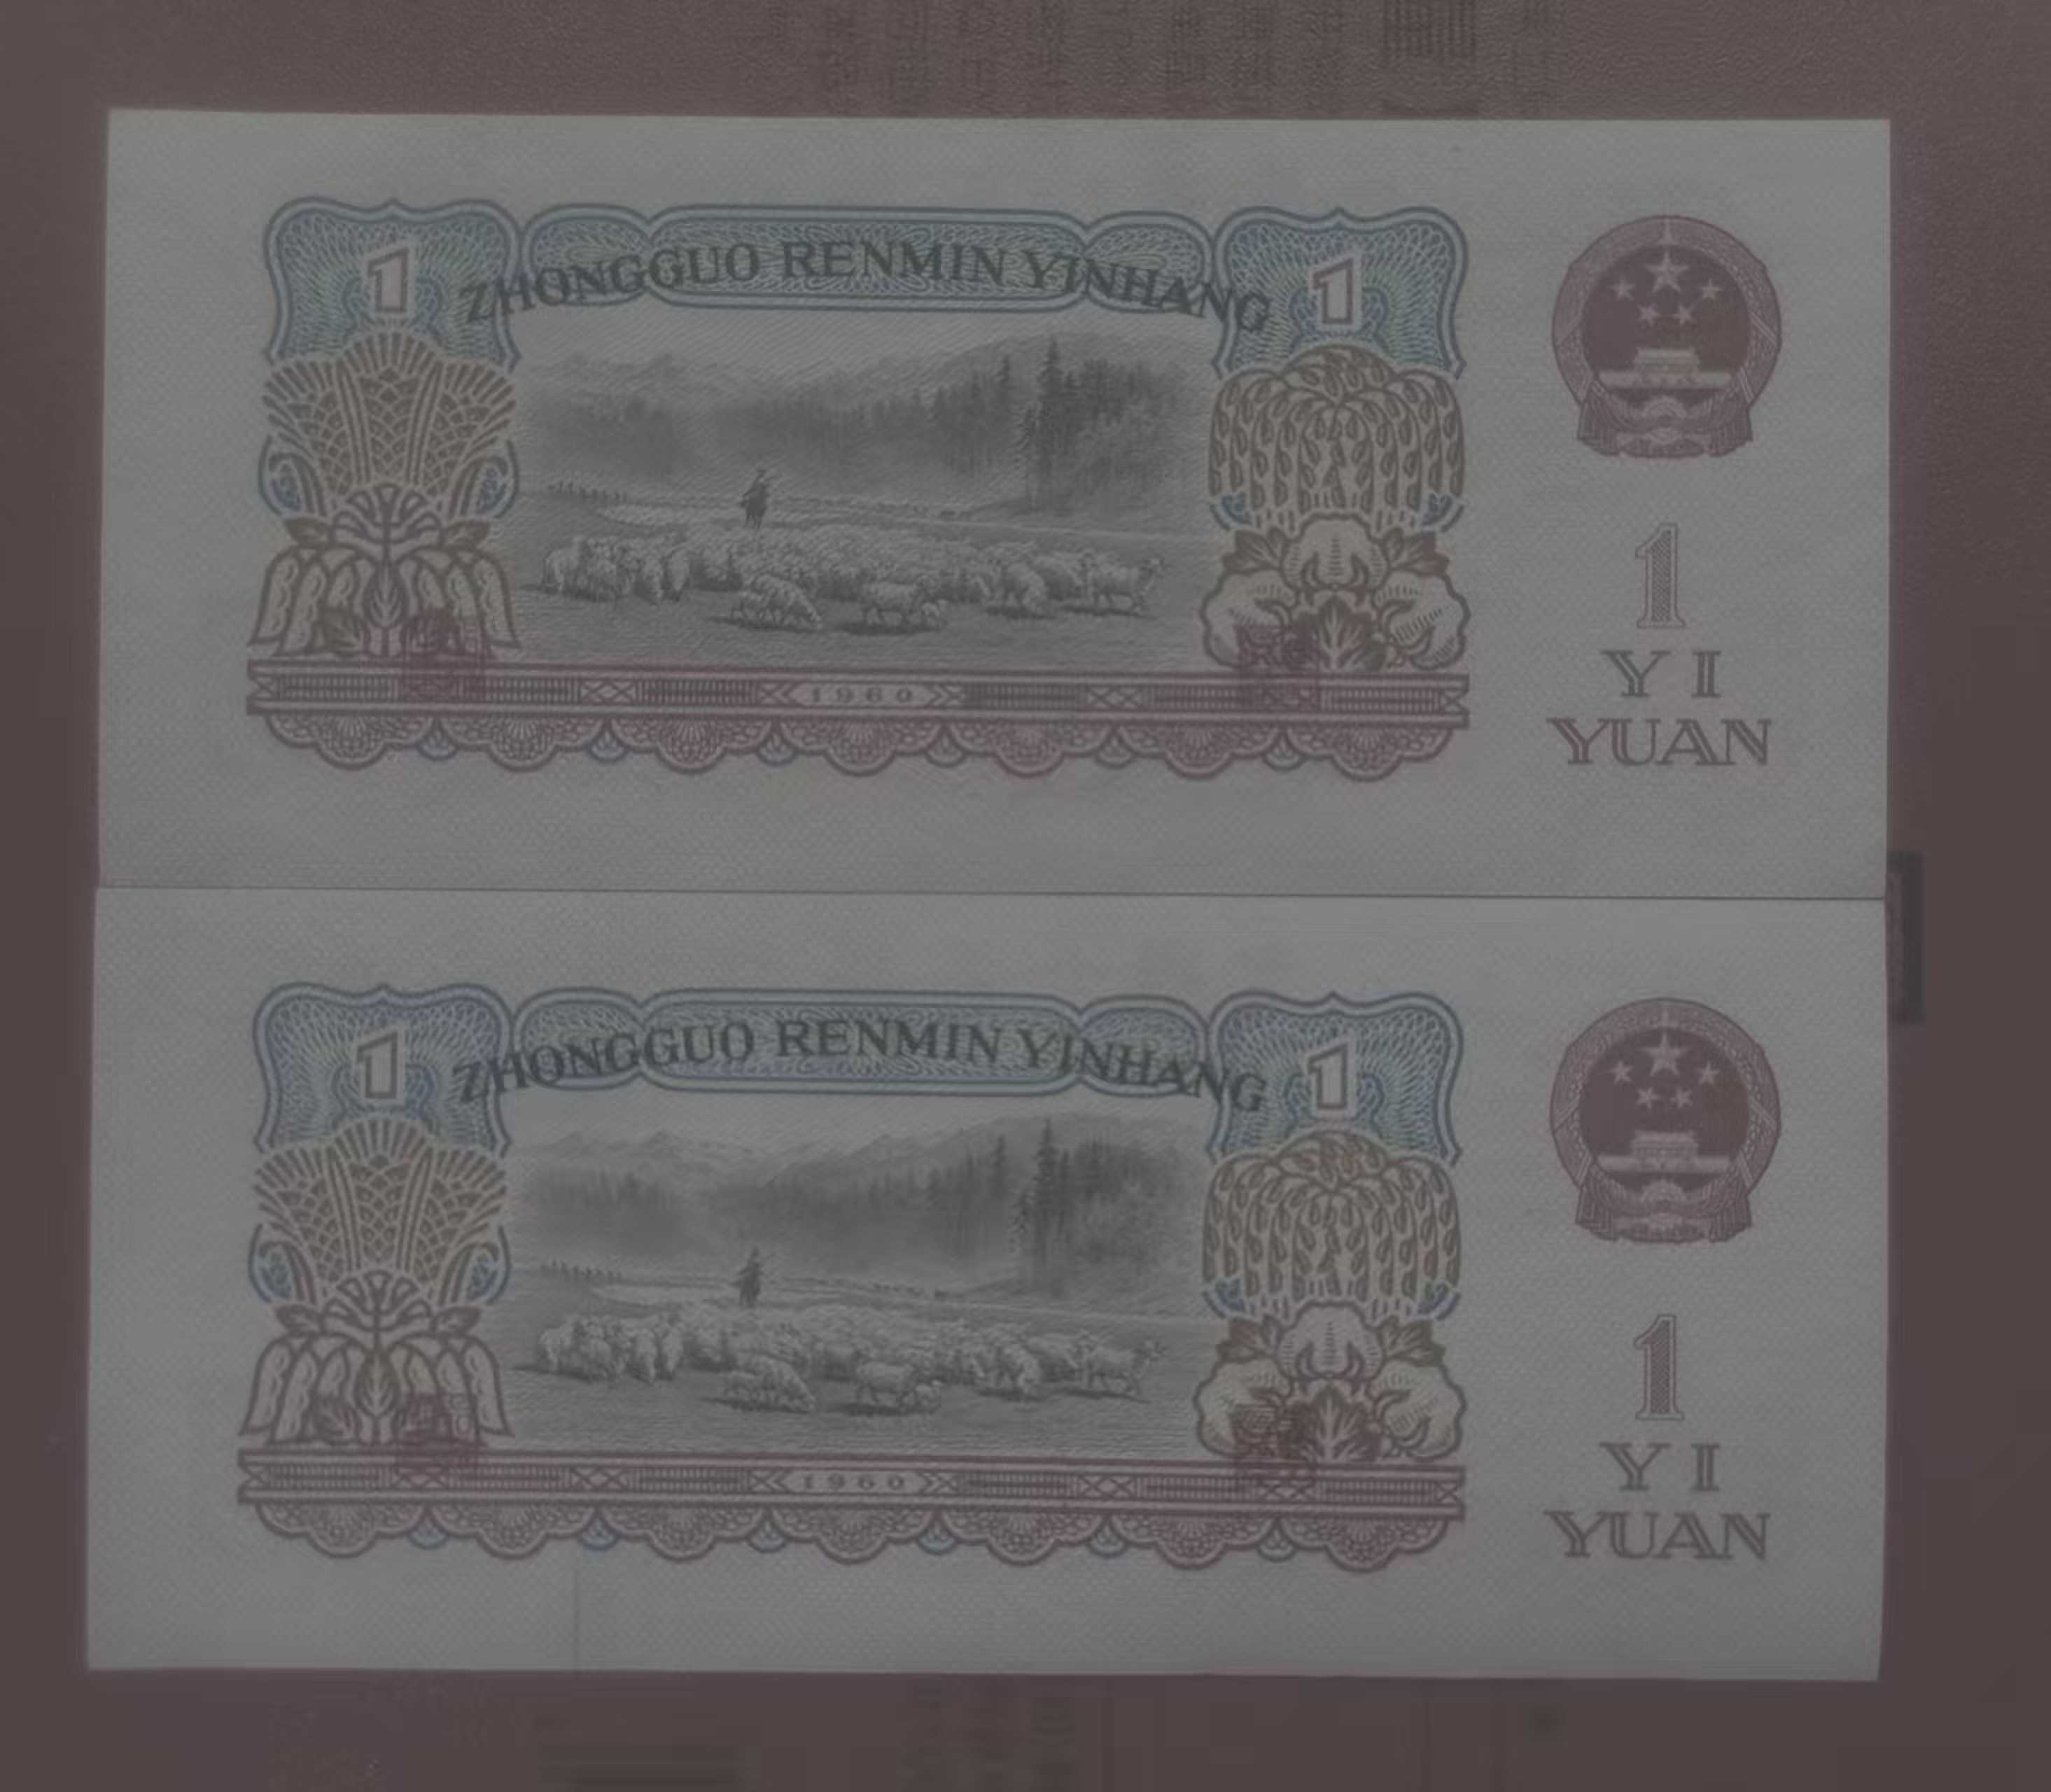 1 ZHONGGUO RENMIN YINHANG 1
1960
1
YI
YUAN
1 ZHONGGUO RENMIN YINHANG 1
1960
1
YI
YUAN